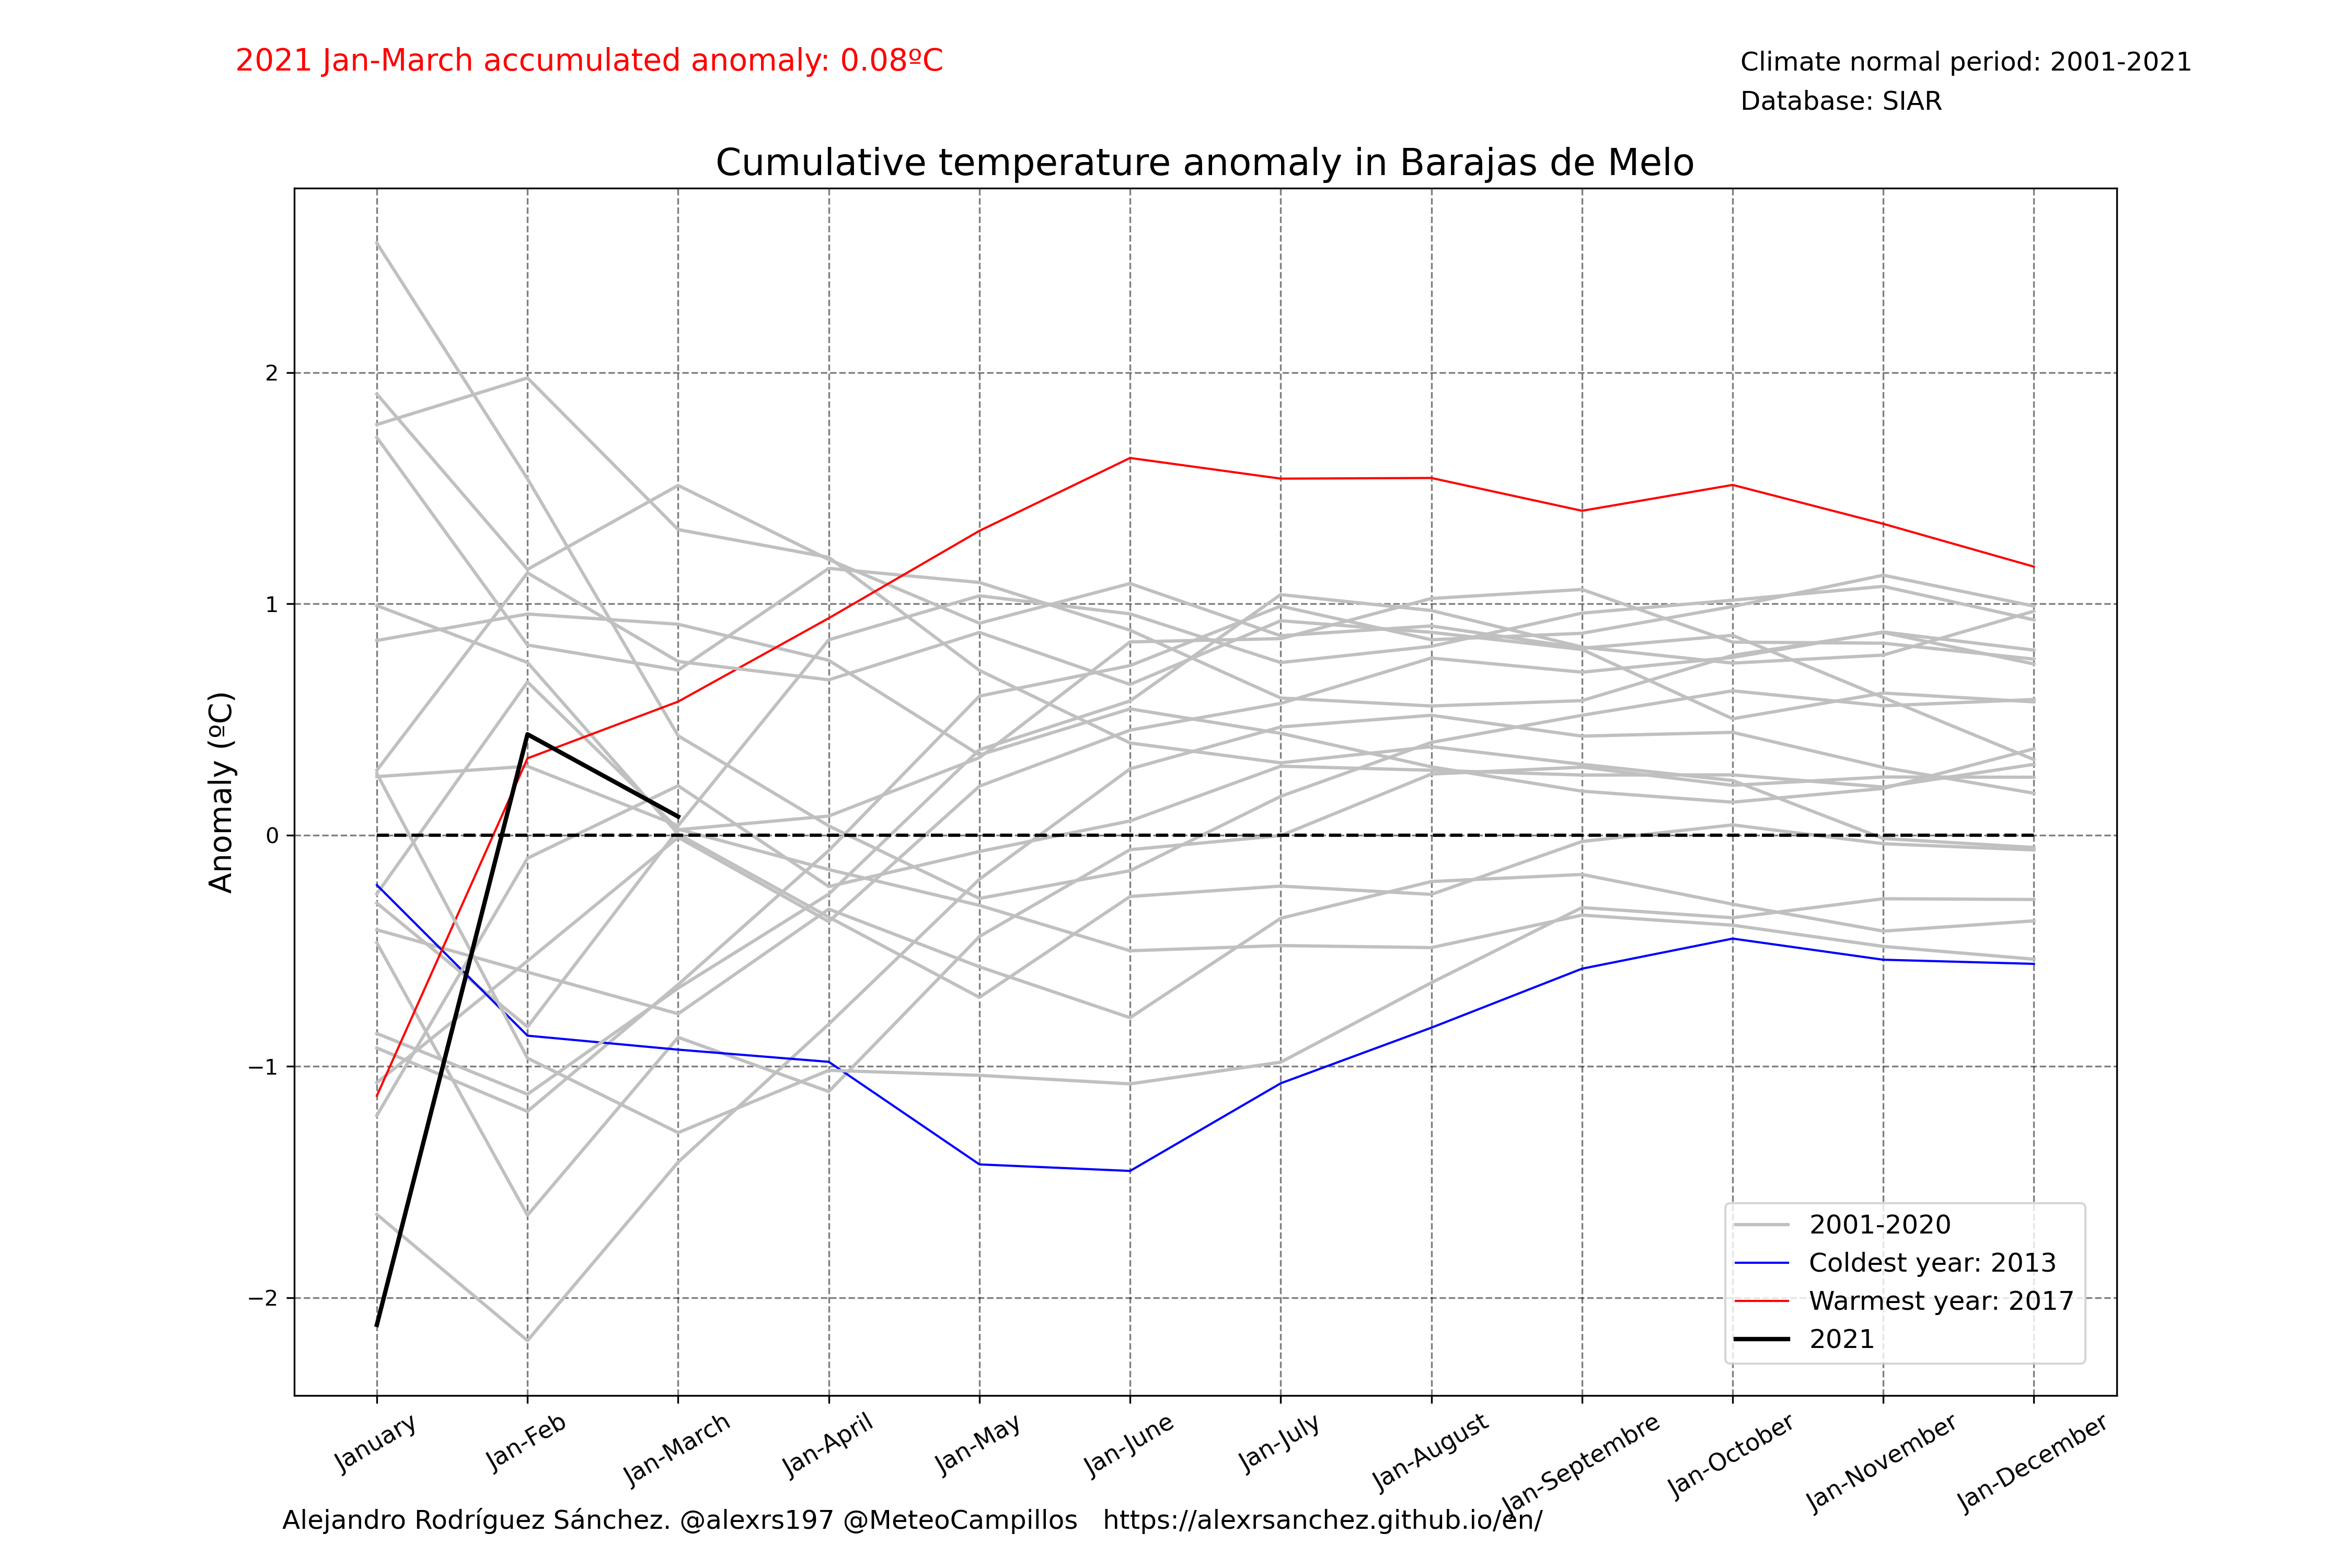 2021 Jan-March accumulated anomaly: 0.08ºC
Climate normal period: 2001-2021
Database: SIAR
Cumulative temperature anomaly in Barajas de Melo
Anomaly (ºC)
2
1
0
−1
−2
2001-2020
Coldest year: 2013
Warmest year: 2017
2021
January
Jan-Feb
Jan-March
Jan-April
Jan-May
Jan-June
Jan-July
Jan-August
Jan-Septembre
Jan-October
Jan-November
Jan-December
Alejandro Rodríguez Sánchez. @alexrs197 @MeteoCampillos https://alexrsanchez.github.io/en/